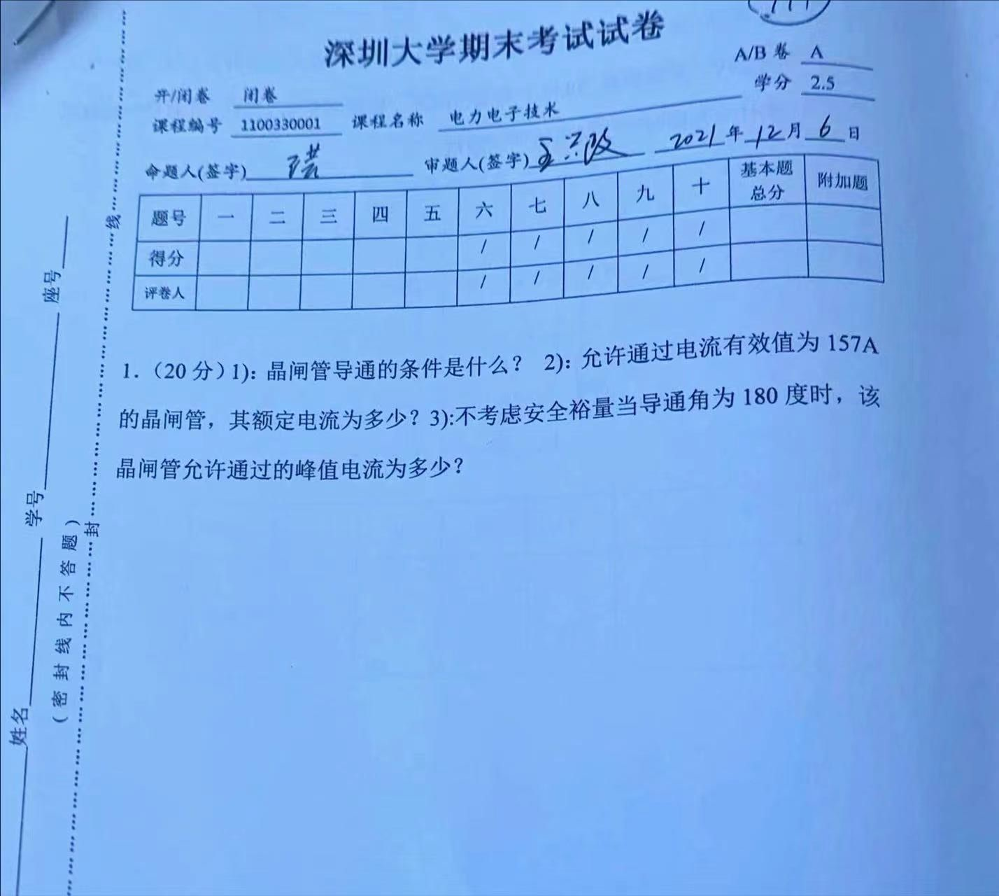 深圳大学期末考试试卷
开/闭卷 闭卷 A/B 卷 A
课程编号 1100330001 课程名称 电力电子技术 学分 2.5
命题人(签字) 审题人(签字) 2021年12月6日
题号 一 二 三 四 五 六 七 八 九 十 基本题总分 附加题
得分 / / / / /
评卷人 / / / / /
1.（20 分）1): 晶闸管导通的条件是什么？ 2): 允许通过电流有效值为 157A
的晶闸管，其额定电流为多少？3):不考虑安全裕量当导通角为 180 度时，该
晶闸管允许通过的峰值电流为多少？
姓名 学号 座号
（密封线内不答题）
封 线